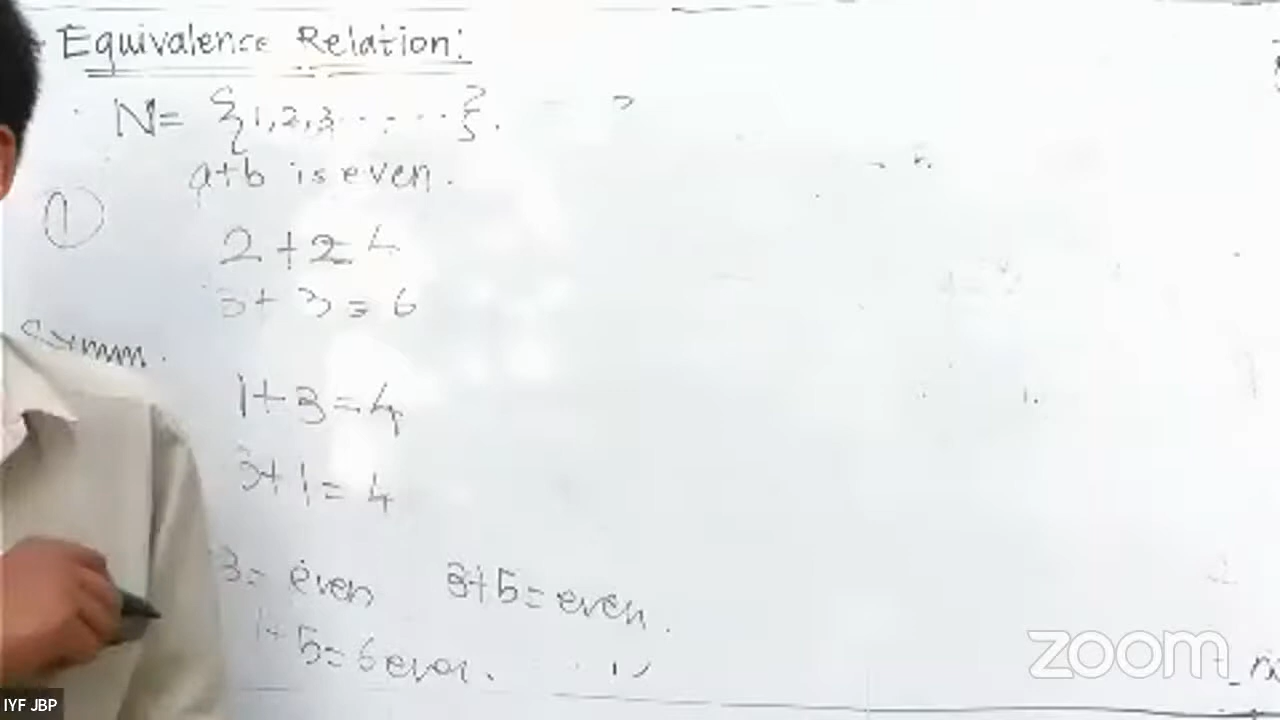 Equivalence Relation:
N = {1, 2, 3 ......}.
a+b is even.
①
2 + 2 = 4
3 + 3 = 6
Symm.
1 + 3 = 4
3 + 1 = 4
3 = even 3+5 = even.
1+5 = 6 even.
zoom
IYF JBP